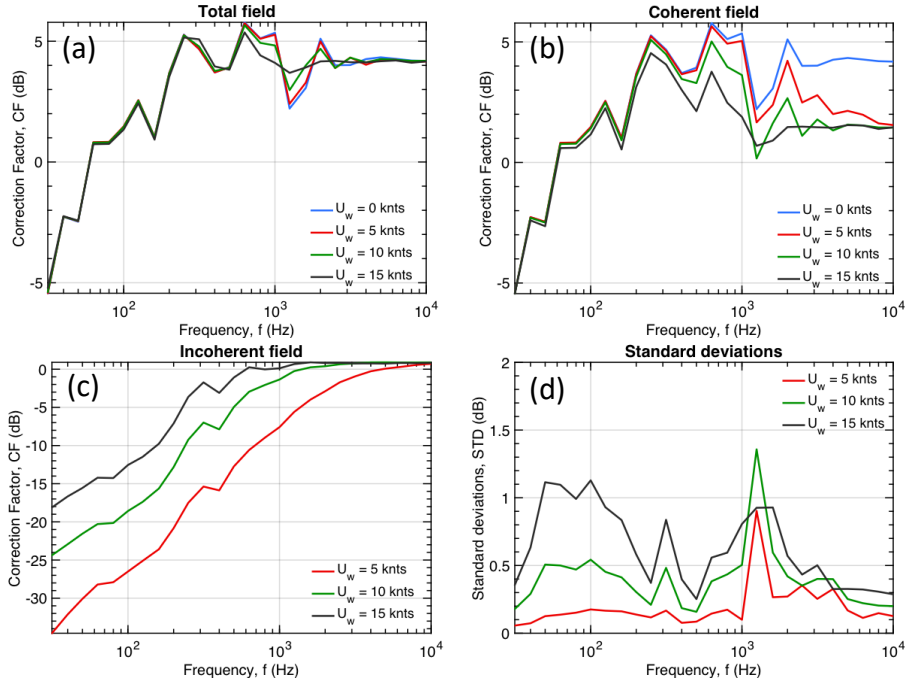 Total field
(a)
Correction Factor, CF (dB)
5
0
-5
U_w = 0 knts
U_w = 5 knts
U_w = 10 knts
U_w = 15 knts
10^2
10^3
10^4
Frequency, f (Hz)
Coherent field
(b)
Correction Factor, CF (dB)
5
0
-5
U_w = 0 knts
U_w = 5 knts
U_w = 10 knts
U_w = 15 knts
10^2
10^3
10^4
Frequency, f (Hz)
Incoherent field
(c)
Correction Factor, CF (dB)
0
-5
-10
-15
-20
-25
-30
U_w = 5 knts
U_w = 10 knts
U_w = 15 knts
10^2
10^3
10^4
Frequency, f (Hz)
Standard deviations
(d)
Standard deviations, STD (dB)
2
1.5
1
0.5
0
U_w = 5 knts
U_w = 10 knts
U_w = 15 knts
10^2
10^3
10^4
Frequency, f (Hz)